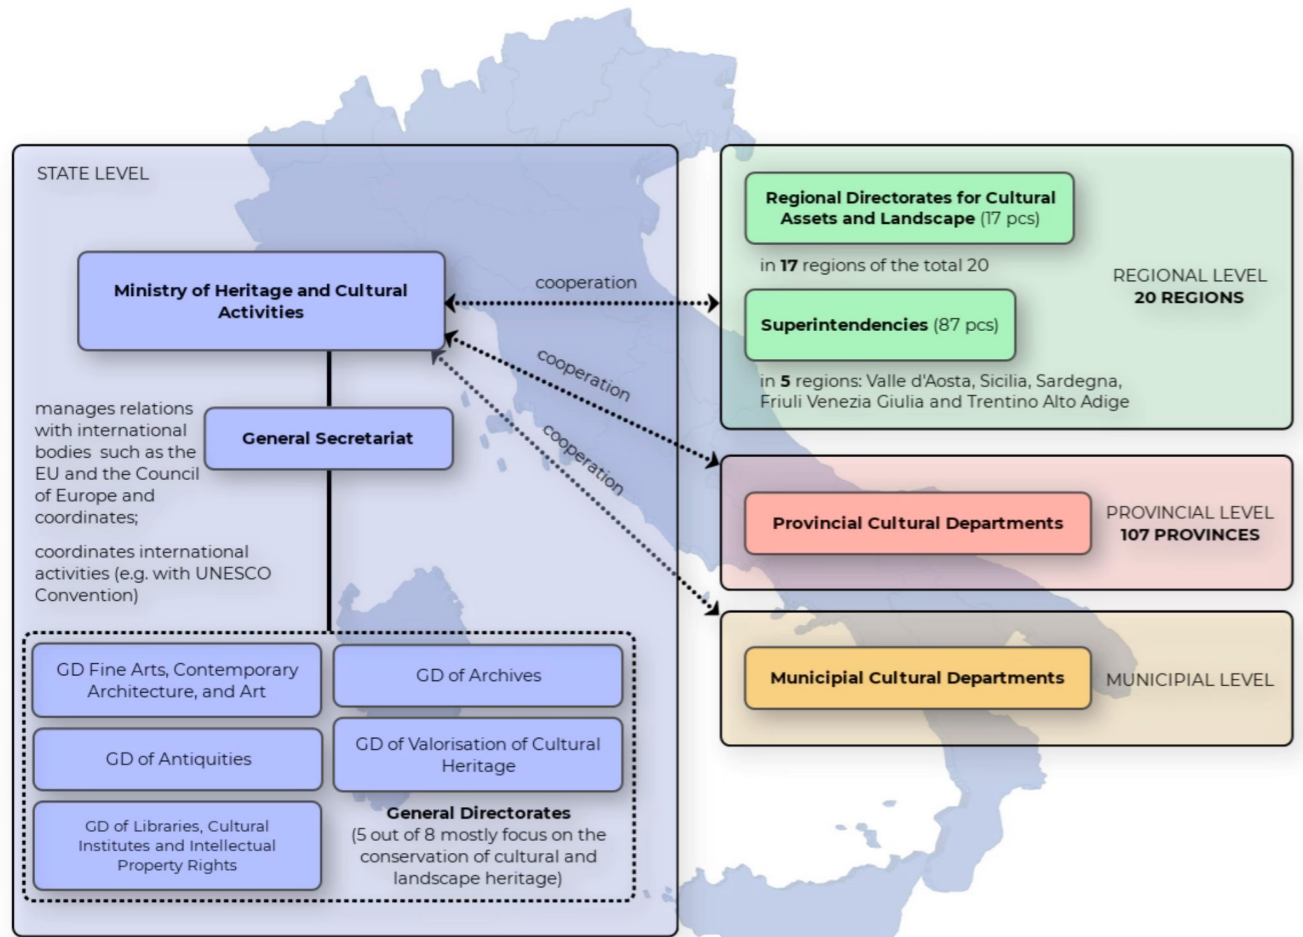 STATE LEVEL
Ministry of Heritage and Cultural
Activities
manages relations
with international
bodies such as the
EU and the Council
of Europe and
coordinates;
coordinates international
activities (e.g. with UNESCO
Convention)
General Secretariat
GD Fine Arts, Contemporary
Architecture, and Art
GD of Archives
GD of Antiquities
GD of Valorisation of Cultural
Heritage
GD of Libraries, Cultural
Institutes and Intellectual
Property Rights
General Directorates
(5 out of 8 mostly focus on the
conservation of cultural and
landscape heritage)
cooperation
cooperation
cooperation
Regional Directorates for Cultural
Assets and Landscape (17 pcs)
in 17 regions of the total 20
Superintendencies (87 pcs)
in 5 regions: Valle d'Aosta, Sicilia, Sardegna,
Friuli Venezia Giulia and Trentino Alto Adige
REGIONAL LEVEL
20 REGIONS
Provincial Cultural Departments
PROVINCIAL LEVEL
107 PROVINCES
Municipial Cultural Departments
MUNICIPIAL LEVEL